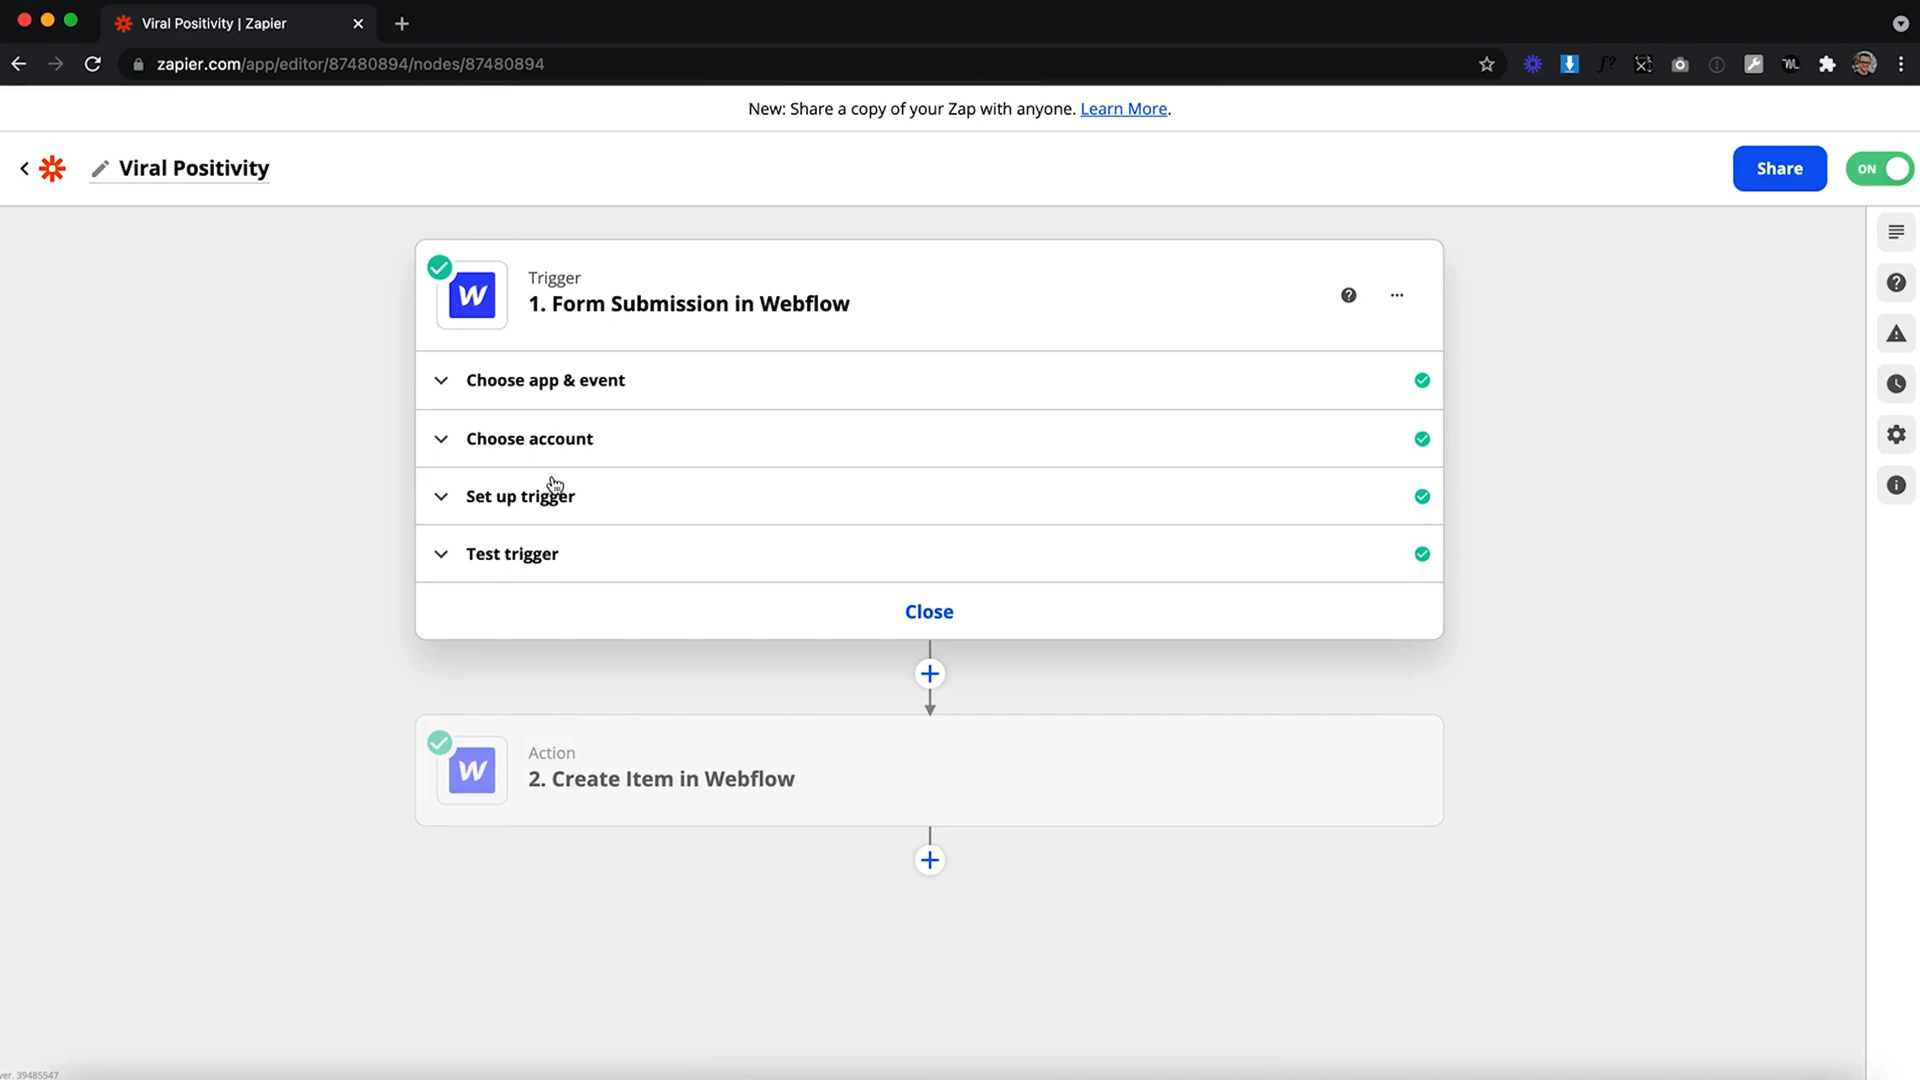 Viral Positivity | Zapier
zapier.com/app/editor/87480894/nodes/87480894
New: Share a copy of your Zap with anyone. Learn More.
Viral Positivity
Share
ON
Trigger
1. Form Submission in Webflow
Choose app & event
Choose account
Set up trigger
Test trigger
Close
Action
2. Create Item in Webflow
ver. 39485547